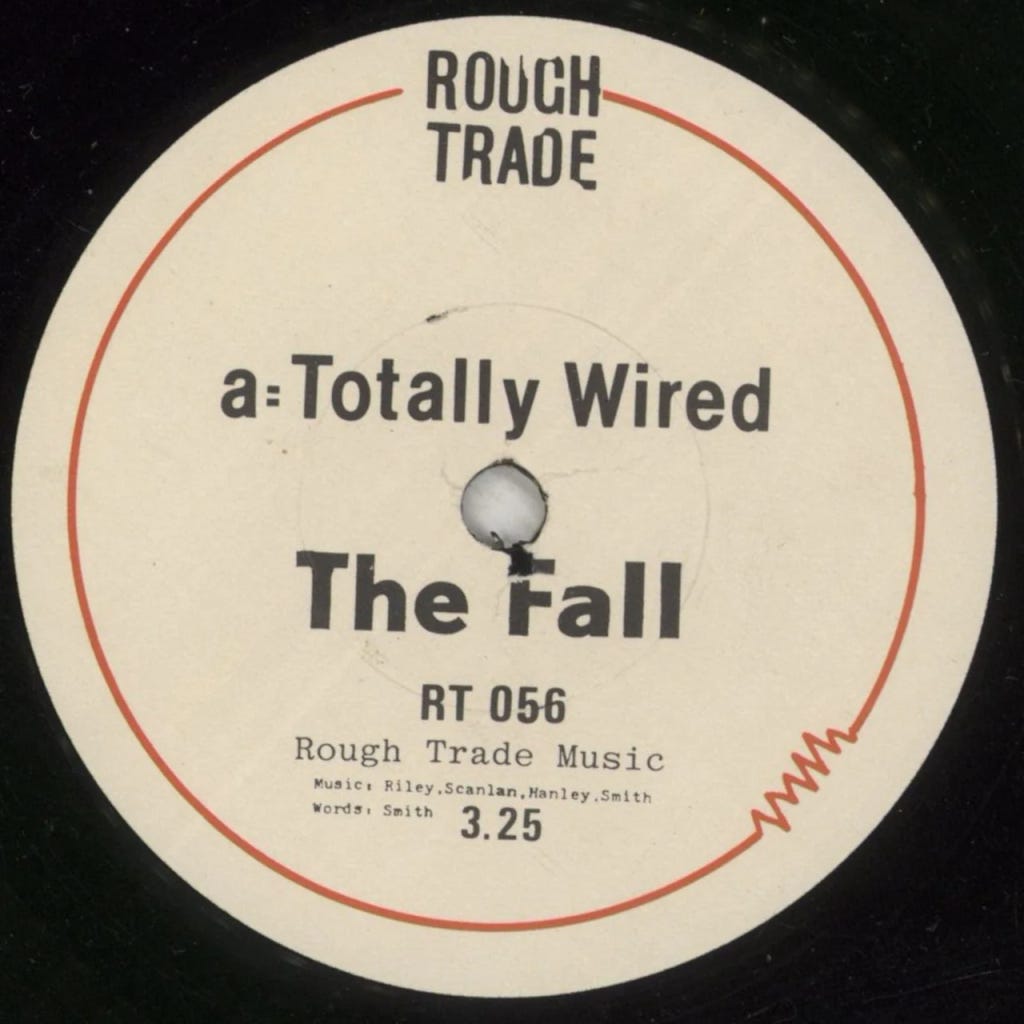 ROUGH
TRADE
a=Totally Wired
The Fall
RT 056
Rough Trade Music
Music: Riley,Scanlan,Hanley,Smith
Words: Smith
3.25